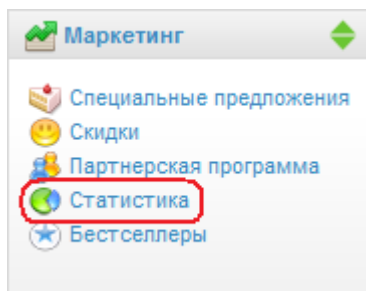 Маркетинг
Специальные предложения
Скидки
Партнерская программа
Статистика
Бестселлеры